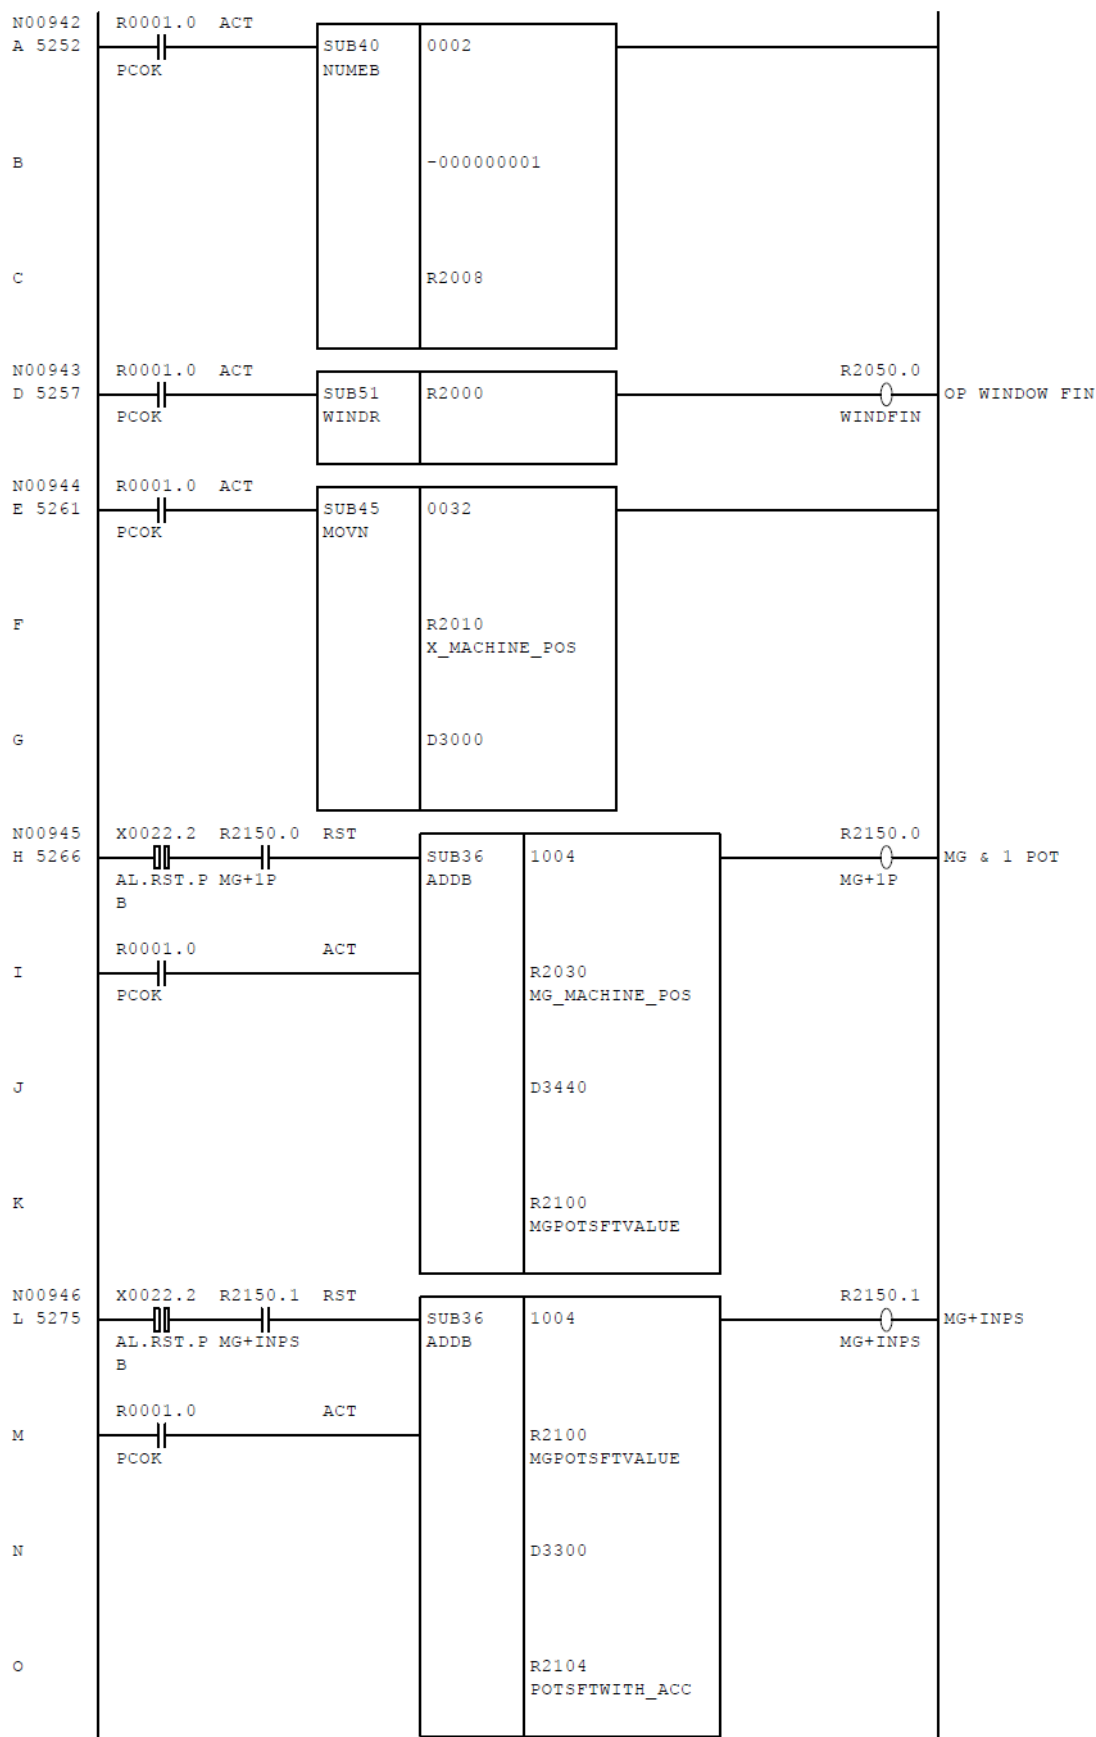 N00942 R0001.0 ACT
A 5252 SUB40 0002
PCOK NUMEB
B -000000001
C R2008
N00943 R0001.0 ACT R2050.0
D 5257 SUB51 R2000 OP WINDOW FIN
PCOK WINDR WINDFIN
N00944 R0001.0 ACT
E 5261 SUB45 0032
PCOK MOVN
F R2010
X_MACHINE_POS
G D3000
N00945 X0022.2 R2150.0 RST R2150.0
H 5266 SUB36 1004 MG & 1 POT
AL.RST.P MG+1P ADDB MG+1P
B
R0001.0 ACT
I R2030
PCOK MG_MACHINE_POS
J D3440
K R2100
MGPOTSFTVALUE
N00946 X0022.2 R2150.1 RST R2150.1
L 5275 SUB36 1004 MG+INPS
AL.RST.P MG+INPS ADDB MG+INPS
B
R0001.0 ACT
M R2100
PCOK MGPOTSFTVALUE
N D3300
O R2104
POTSFTWITH_ACC